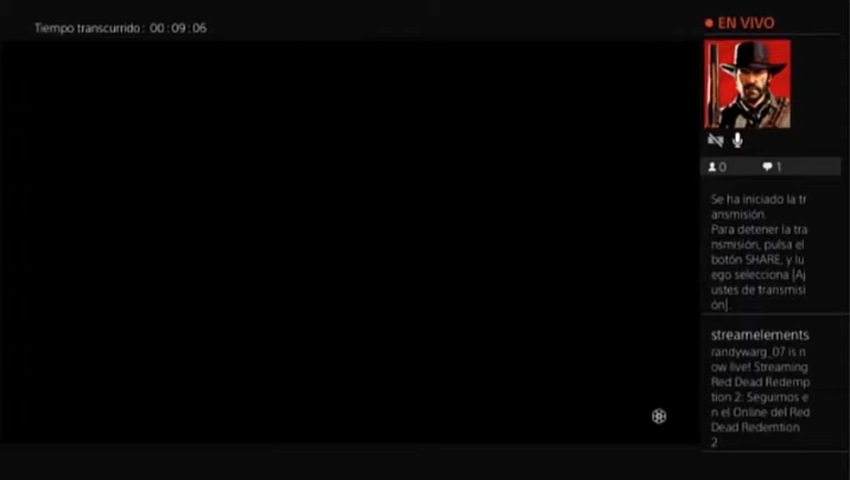 Tiempo transcurrido: 00:09:06
EN VIVO
0
1
Se ha iniciado la tr
ansmisión.
Para detener la tra
nsmisión, pulsa el
botón SHARE, y lu
ego selecciona [Aj
ustes de transmisi
ón].
streamelements
randywarg_07 is n
ow live! Streaming
Red Dead Redemp
tion 2: Seguimos e
n el Online del Red
Dead Redemtion
2